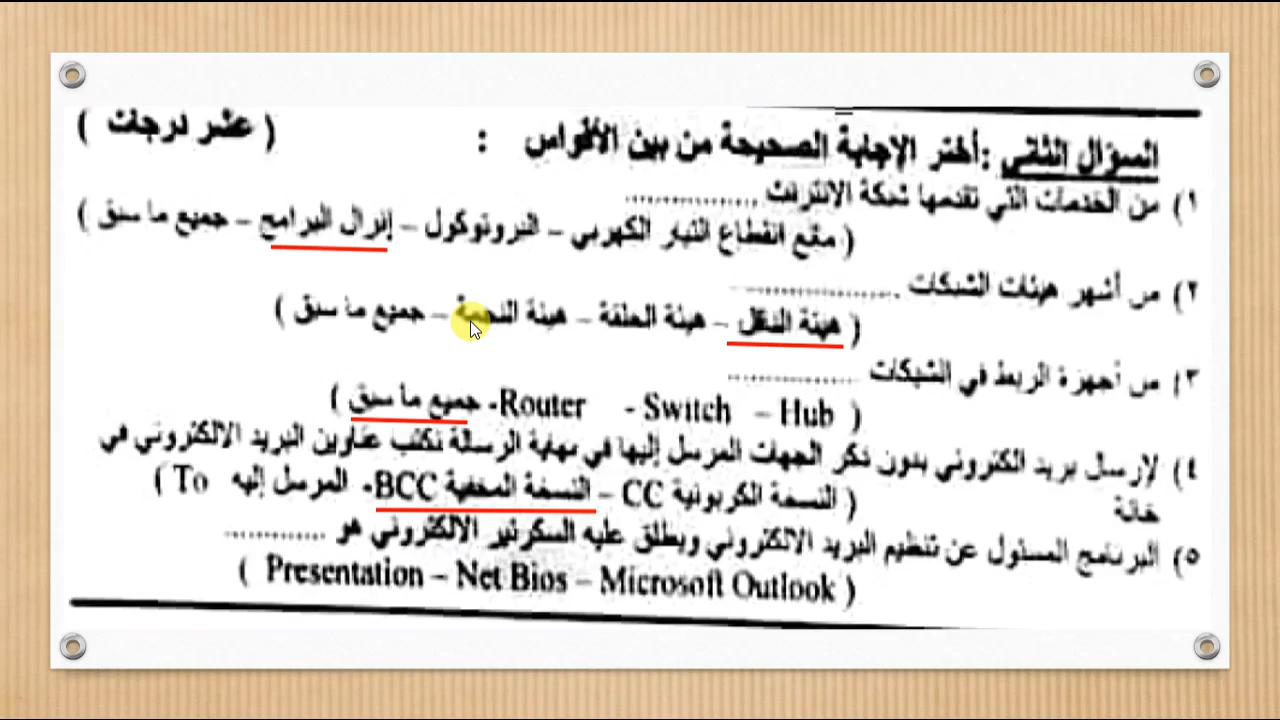 السؤال الثاني : أختر الإجابة الصحيحة من بين الأقواس : ( عشر درجات )
١) من الخدمات التي تقدمها شبكة الانترنت ................
( مانع انقطاع التيار الكهربي – البروتوكول – إنزال البرامج – جميع ما سبق )
٢) من أشهر هيئات الشبكات ................
( هيئة الناقل – هيئة الحلقة – هيئة النجمة – جميع ما سبق )
٣) من أجهزة الربط في الشبكات ................
( Hub – Switch - Router - جميع ما سبق )
٤) لإرسال بريد الكتروني بدون ذكر الجهات المرسل إليها في نهاية الرسالة تكتب عناوين البريد الالكتروني في
خانة ( النسخة الكربونية CC – النسخة المخفية BCC - المرسل إليه To )
٥) البرنامج المسئول عن تنظيم البريد الالكتروني ويطلق عليه السكرتير الالكتروني هو .............
( Presentation – Net Bios – Microsoft Outlook )